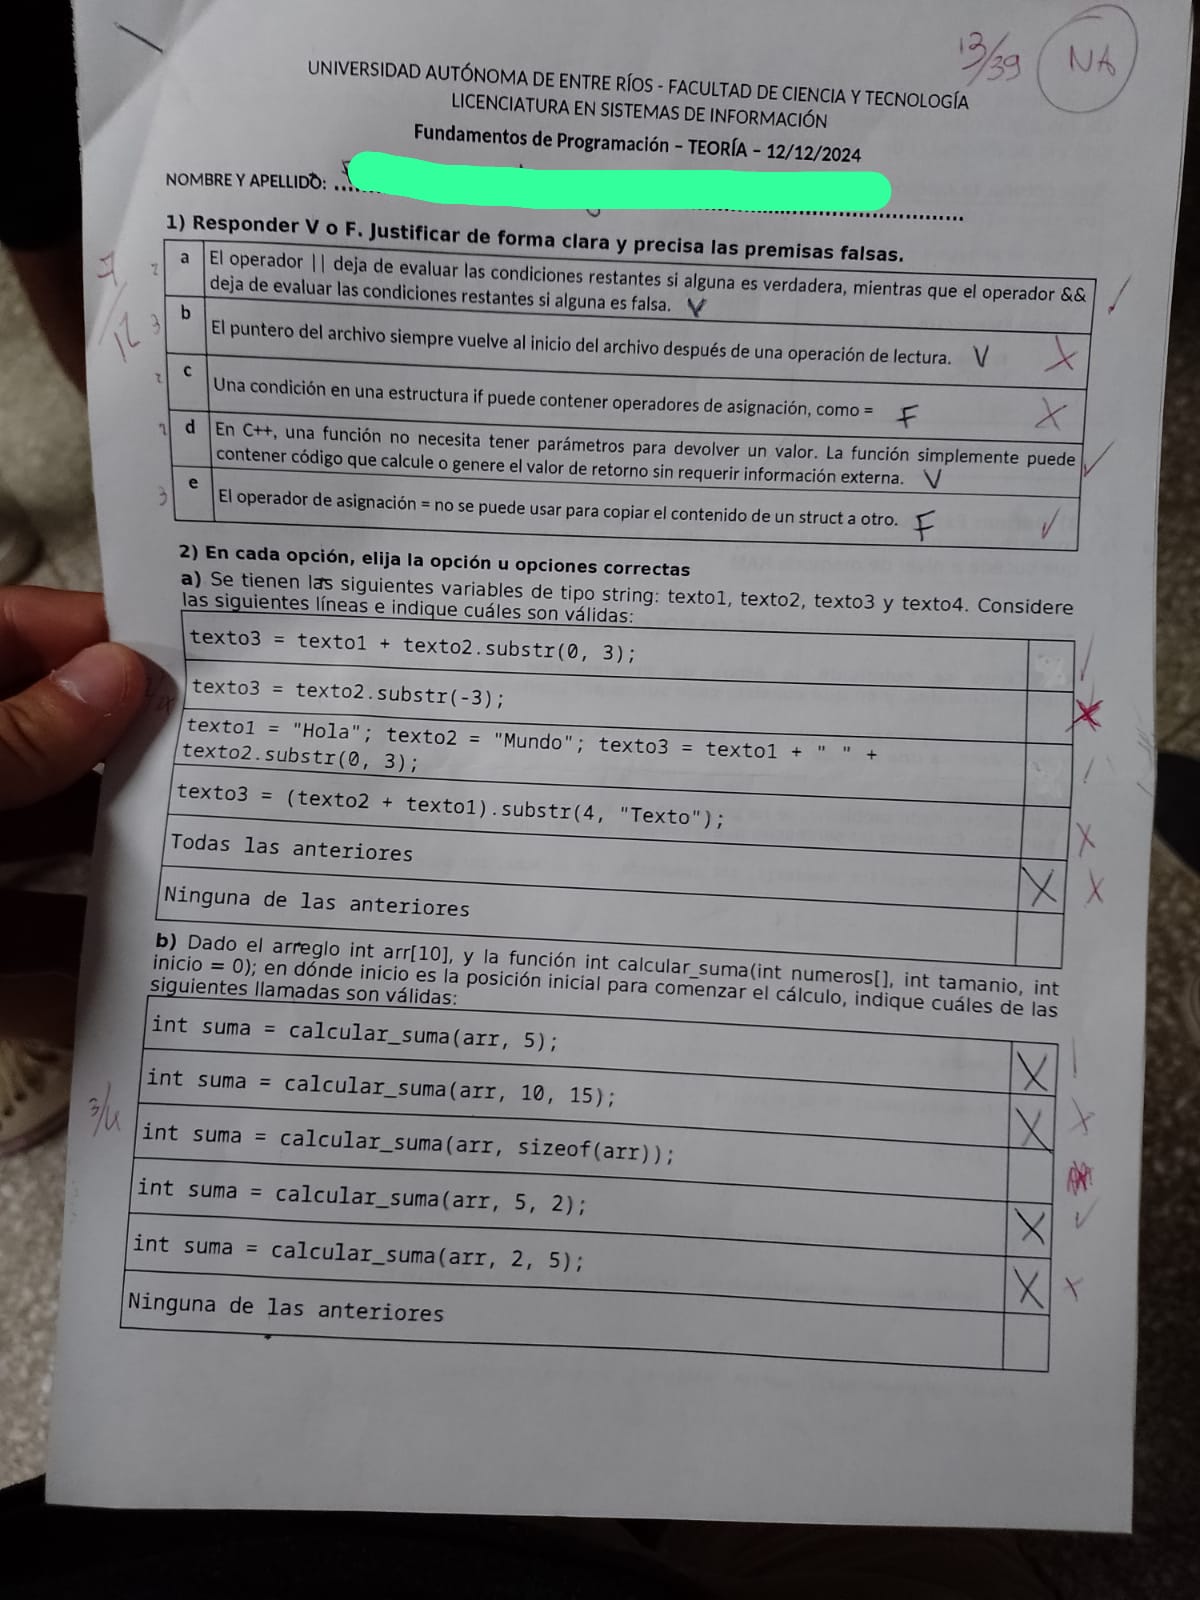 13/39 NA
UNIVERSIDAD AUTÓNOMA DE ENTRE RÍOS - FACULTAD DE CIENCIA Y TECNOLOGÍA
LICENCIATURA EN SISTEMAS DE INFORMACIÓN
Fundamentos de Programación – TEORÍA – 12/12/2024
NOMBRE Y APELLIDO:
1) Responder V o F. Justificar de forma clara y precisa las premisas falsas.
7/12
2 a El operador || deja de evaluar las condiciones restantes si alguna es verdadera, mientras que el operador &&
deja de evaluar las condiciones restantes si alguna es falsa. V ✓
3 b El puntero del archivo siempre vuelve al inicio del archivo después de una operación de lectura. V X
2 c Una condición en una estructura if puede contener operadores de asignación, como = F X
2 d En C++, una función no necesita tener parámetros para devolver un valor. La función simplemente puede
contener código que calcule o genere el valor de retorno sin requerir información externa. V ✓
3 e El operador de asignación = no se puede usar para copiar el contenido de un struct a otro. F ✓
2) En cada opción, elija la opción u opciones correctas
a) Se tienen las siguientes variables de tipo string: texto1, texto2, texto3 y texto4. Considere
las siguientes líneas e indique cuáles son válidas:
texto3 = texto1 + texto2.substr(0, 3);
texto3 = texto2.substr(-3);
texto1 = "Hola"; texto2 = "Mundo"; texto3 = texto1 + " " +
texto2.substr(0, 3);
texto3 = (texto2 + texto1).substr(4, "Texto"); X
Todas las anteriores X X
Ninguna de las anteriores
b) Dado el arreglo int arr[10], y la función int calcular_suma(int numeros[], int tamanio, int
inicio = 0); en dónde inicio es la posición inicial para comenzar el cálculo, indique cuáles de las
siguientes llamadas son válidas:
int suma = calcular_suma(arr, 5); X
int suma = calcular_suma(arr, 10, 15); X X
3/4
int suma = calcular_suma(arr, sizeof(arr));
int suma = calcular_suma(arr, 5, 2); X ✓
int suma = calcular_suma(arr, 2, 5); X X
Ninguna de las anteriores